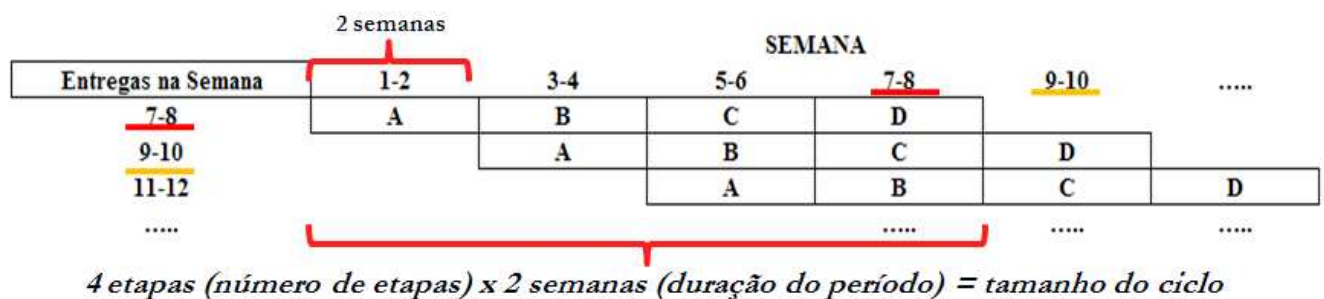 2 semanas
SEMANA
Entregas na Semana 1-2 3-4 5-6 7-8 9-10 .....
7-8 A B C D
9-10 A B C D
11-12 A B C D
..... ..... ..... .....
4 etapas (número de etapas) x 2 semanas (duração do período) = tamanho do ciclo